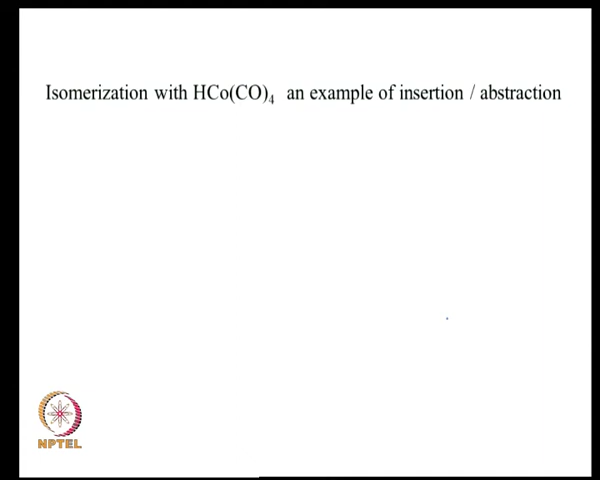 Isomerization with HCo(CO)₄ an example of insertion / abstraction
NPTEL